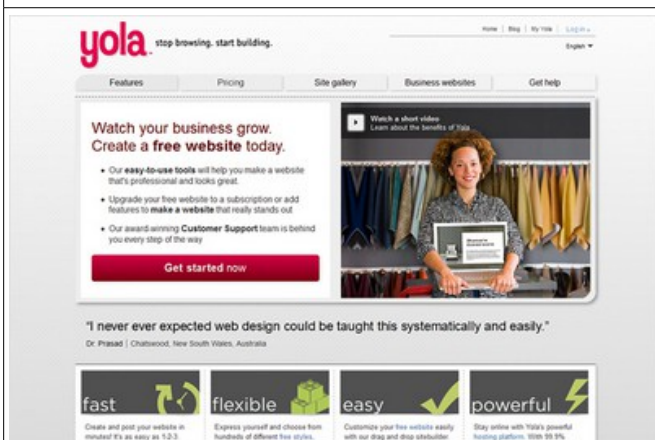 yola stop browsing. start building.
Home | Blog | My Yola | Login
English
Features Pricing Site gallery Business websites Get help
Watch a short video
Learn about the benefits of Yola
Watch your business grow.
Create a free website today.
• Our easy-to-use tools will help you make a website
that's professional and looks great.
• Upgrade your free website to a subscription or add
features to make a website that really stands out
• Our award-winning Customer Support team is behind
you every step of the way
Get started now
"I never ever expected web design could be taught this systematically and easily."
Dr. Prasad | Chatswood, New South Wales, Australia
fast flexible easy powerful
Create and post your website in
minutes! It's as easy as 1-2-3.
Express yourself and choose from
hundreds of different free styles,
Customize your free website easily
with our drag and drop sitebuilder
Stay online with Yola's powerful
hosting platform. With 99.9%